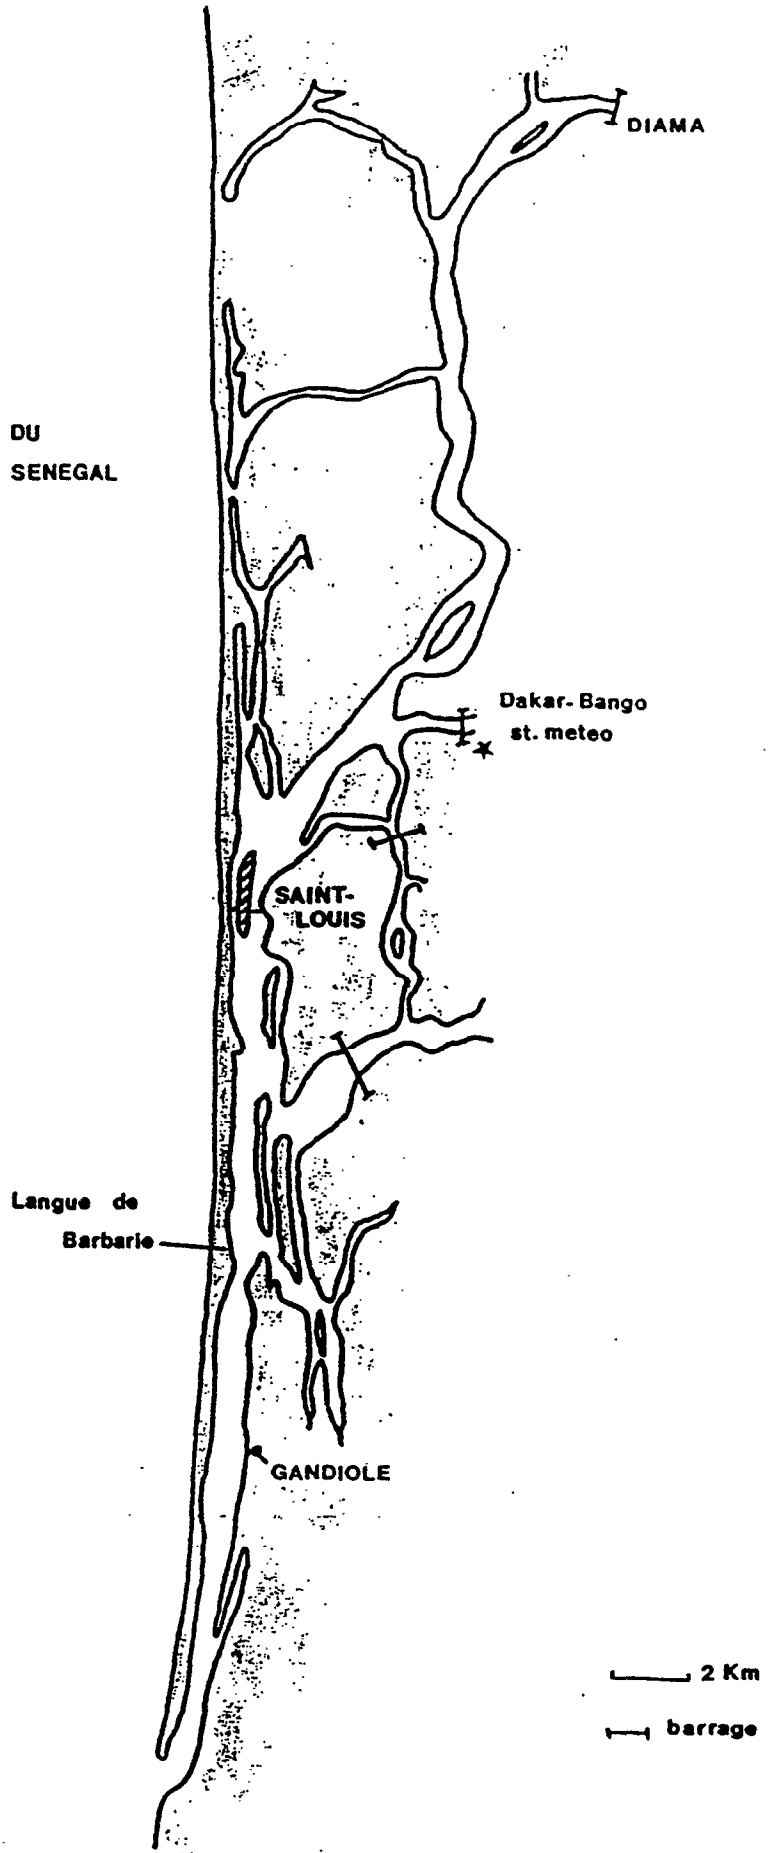 DIAMA
DU
SENEGAL
Dakar-Bango
st. meteo
SAINT-
LOUIS
Langue de
Barbarie
GANDIOLE
2 Km
barrage